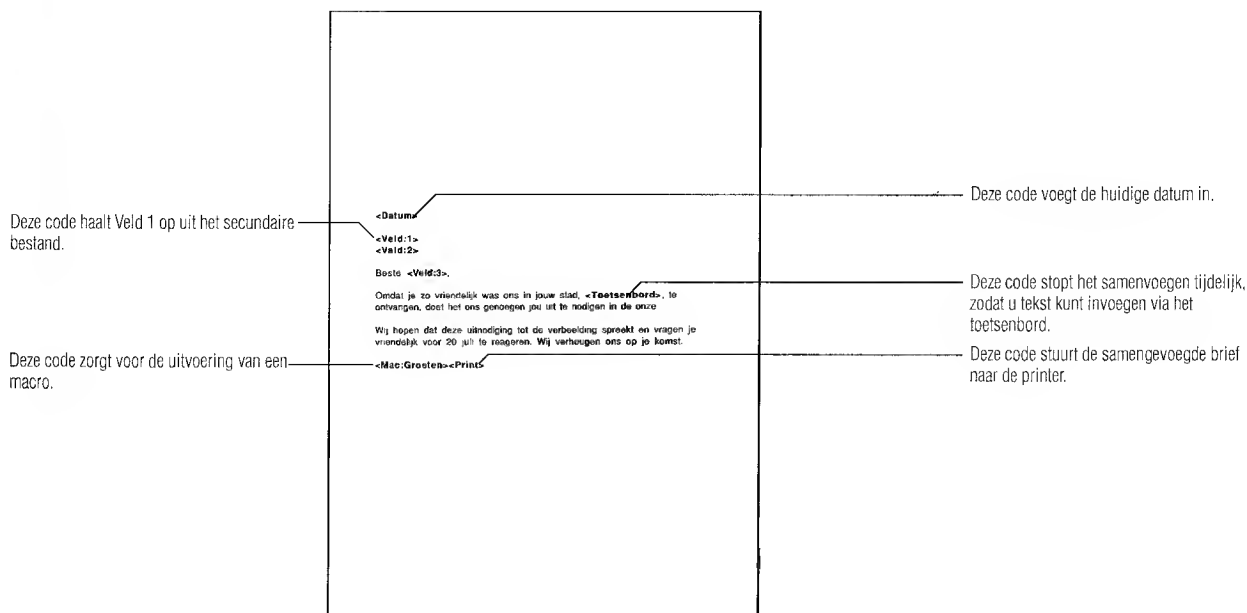 Deze code haalt Veld 1 op uit het secundaire
bestand.
Deze code zorgt voor de uitvoering van een
macro.
<Datum>
<Veld:1>
<Veld:2>
Beste <Veld:3>,
Omdat je zo vriendelijk was ons in jouw stad, <Toetsenbord>, te
ontvangen, doet het ons genoegen jou uit te nodigen in de onze
Wij hopen dat deze uitnodiging tot de verbeelding spreekt en vragen je
vriendelijk voor 20 juli te reageren. Wij verheugen ons op je komst.
<Mac:Groeten><Print>
Deze code voegt de huidige datum in.
Deze code stopt het samenvoegen tijdelijk,
zodat u tekst kunt invoegen via het
toetsenbord.
Deze code stuurt de samengevoegde brief
naar de printer.